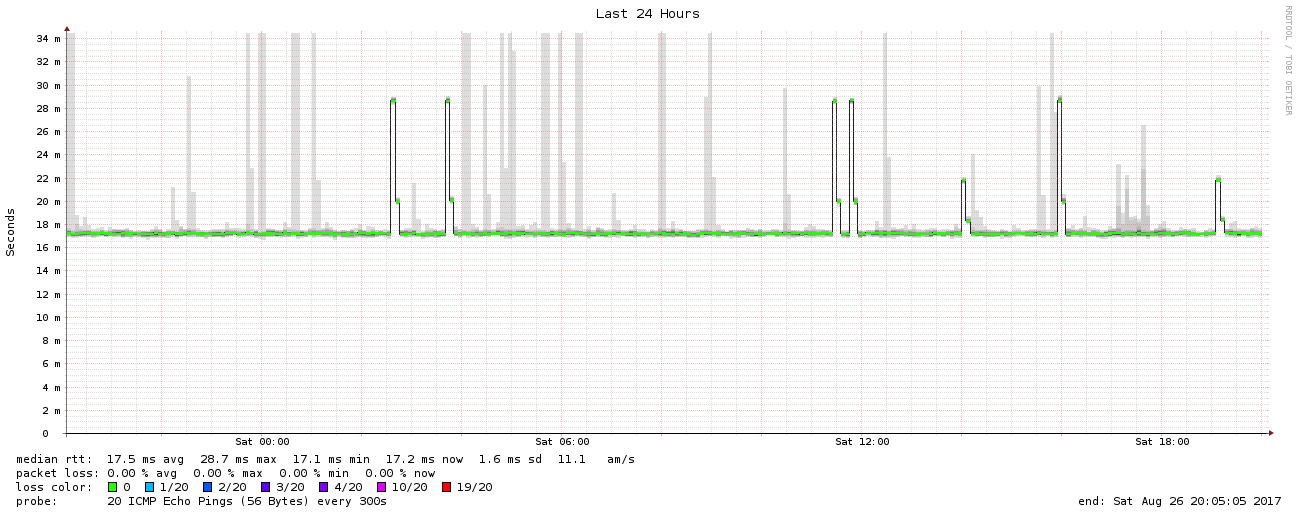 Last 24 Hours
RRDTOOL / TOBI OETIKER
34 m
32 m
30 m
28 m
26 m
24 m
22 m
20 m
18 m
16 m
14 m
12 m
10 m
8 m
6 m
4 m
2 m
0
Seconds
Sat 00:00 Sat 06:00 Sat 12:00 Sat 18:00
median rtt: 17.5 ms avg 28.7 ms max 17.1 ms min 17.2 ms now 1.6 ms sd 11.1 am/s
packet loss: 0.00 % avg 0.00 % max 0.00 % min 0.00 % now
loss color: 0 1/20 2/20 3/20 4/20 10/20 19/20
probe: 20 ICMP Echo Pings (56 Bytes) every 300s end: Sat Aug 26 20:05:05 2017